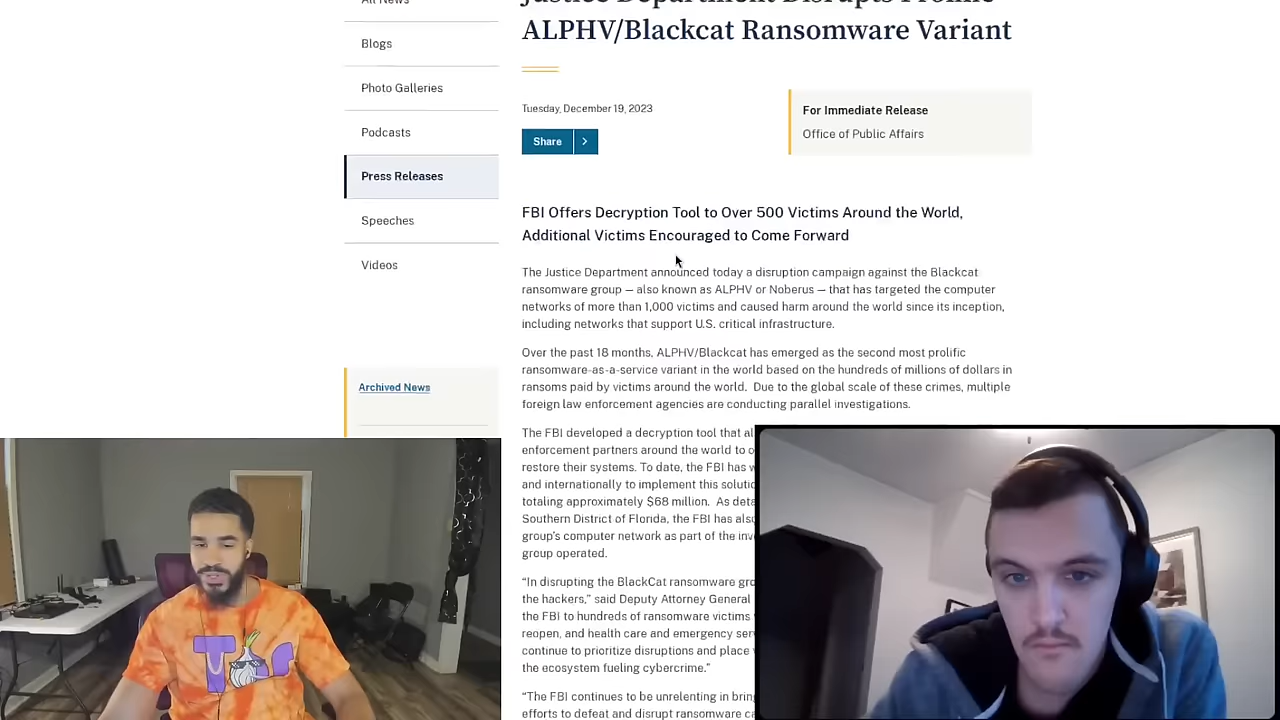 All News
Blogs
Photo Galleries
Podcasts
Press Releases
Speeches
Videos
Archived News
Justice Department Disrupts Prolific
ALPHV/Blackcat Ransomware Variant
Tuesday, December 19, 2023
Share
For Immediate Release
Office of Public Affairs
FBI Offers Decryption Tool to Over 500 Victims Around the World,
Additional Victims Encouraged to Come Forward
The Justice Department announced today a disruption campaign against the Blackcat
ransomware group — also known as ALPHV or Noberus — that has targeted the computer
networks of more than 1,000 victims and caused harm around the world since its inception,
including networks that support U.S. critical infrastructure.
Over the past 18 months, ALPHV/Blackcat has emerged as the second most prolific
ransomware-as-a-service variant in the world based on the hundreds of millions of dollars in
ransoms paid by victims around the world. Due to the global scale of these crimes, multiple
foreign law enforcement agencies are conducting parallel investigations.
The FBI developed a decryption tool that al
enforcement partners around the world to o
restore their systems. To date, the FBI has w
and internationally to implement this solutio
totaling approximately $68 million. As deta
Southern District of Florida, the FBI has also
group's computer network as part of the inv
group operated.
“In disrupting the BlackCat ransomware gro
the hackers,” said Deputy Attorney General
the FBI to hundreds of ransomware victims
reopen, and health care and emergency ser
continue to prioritize disruptions and place
the ecosystem fueling cybercrime.”
“The FBI continues to be unrelenting in bring
efforts to defeat and disrupt ransomware ca
Tor